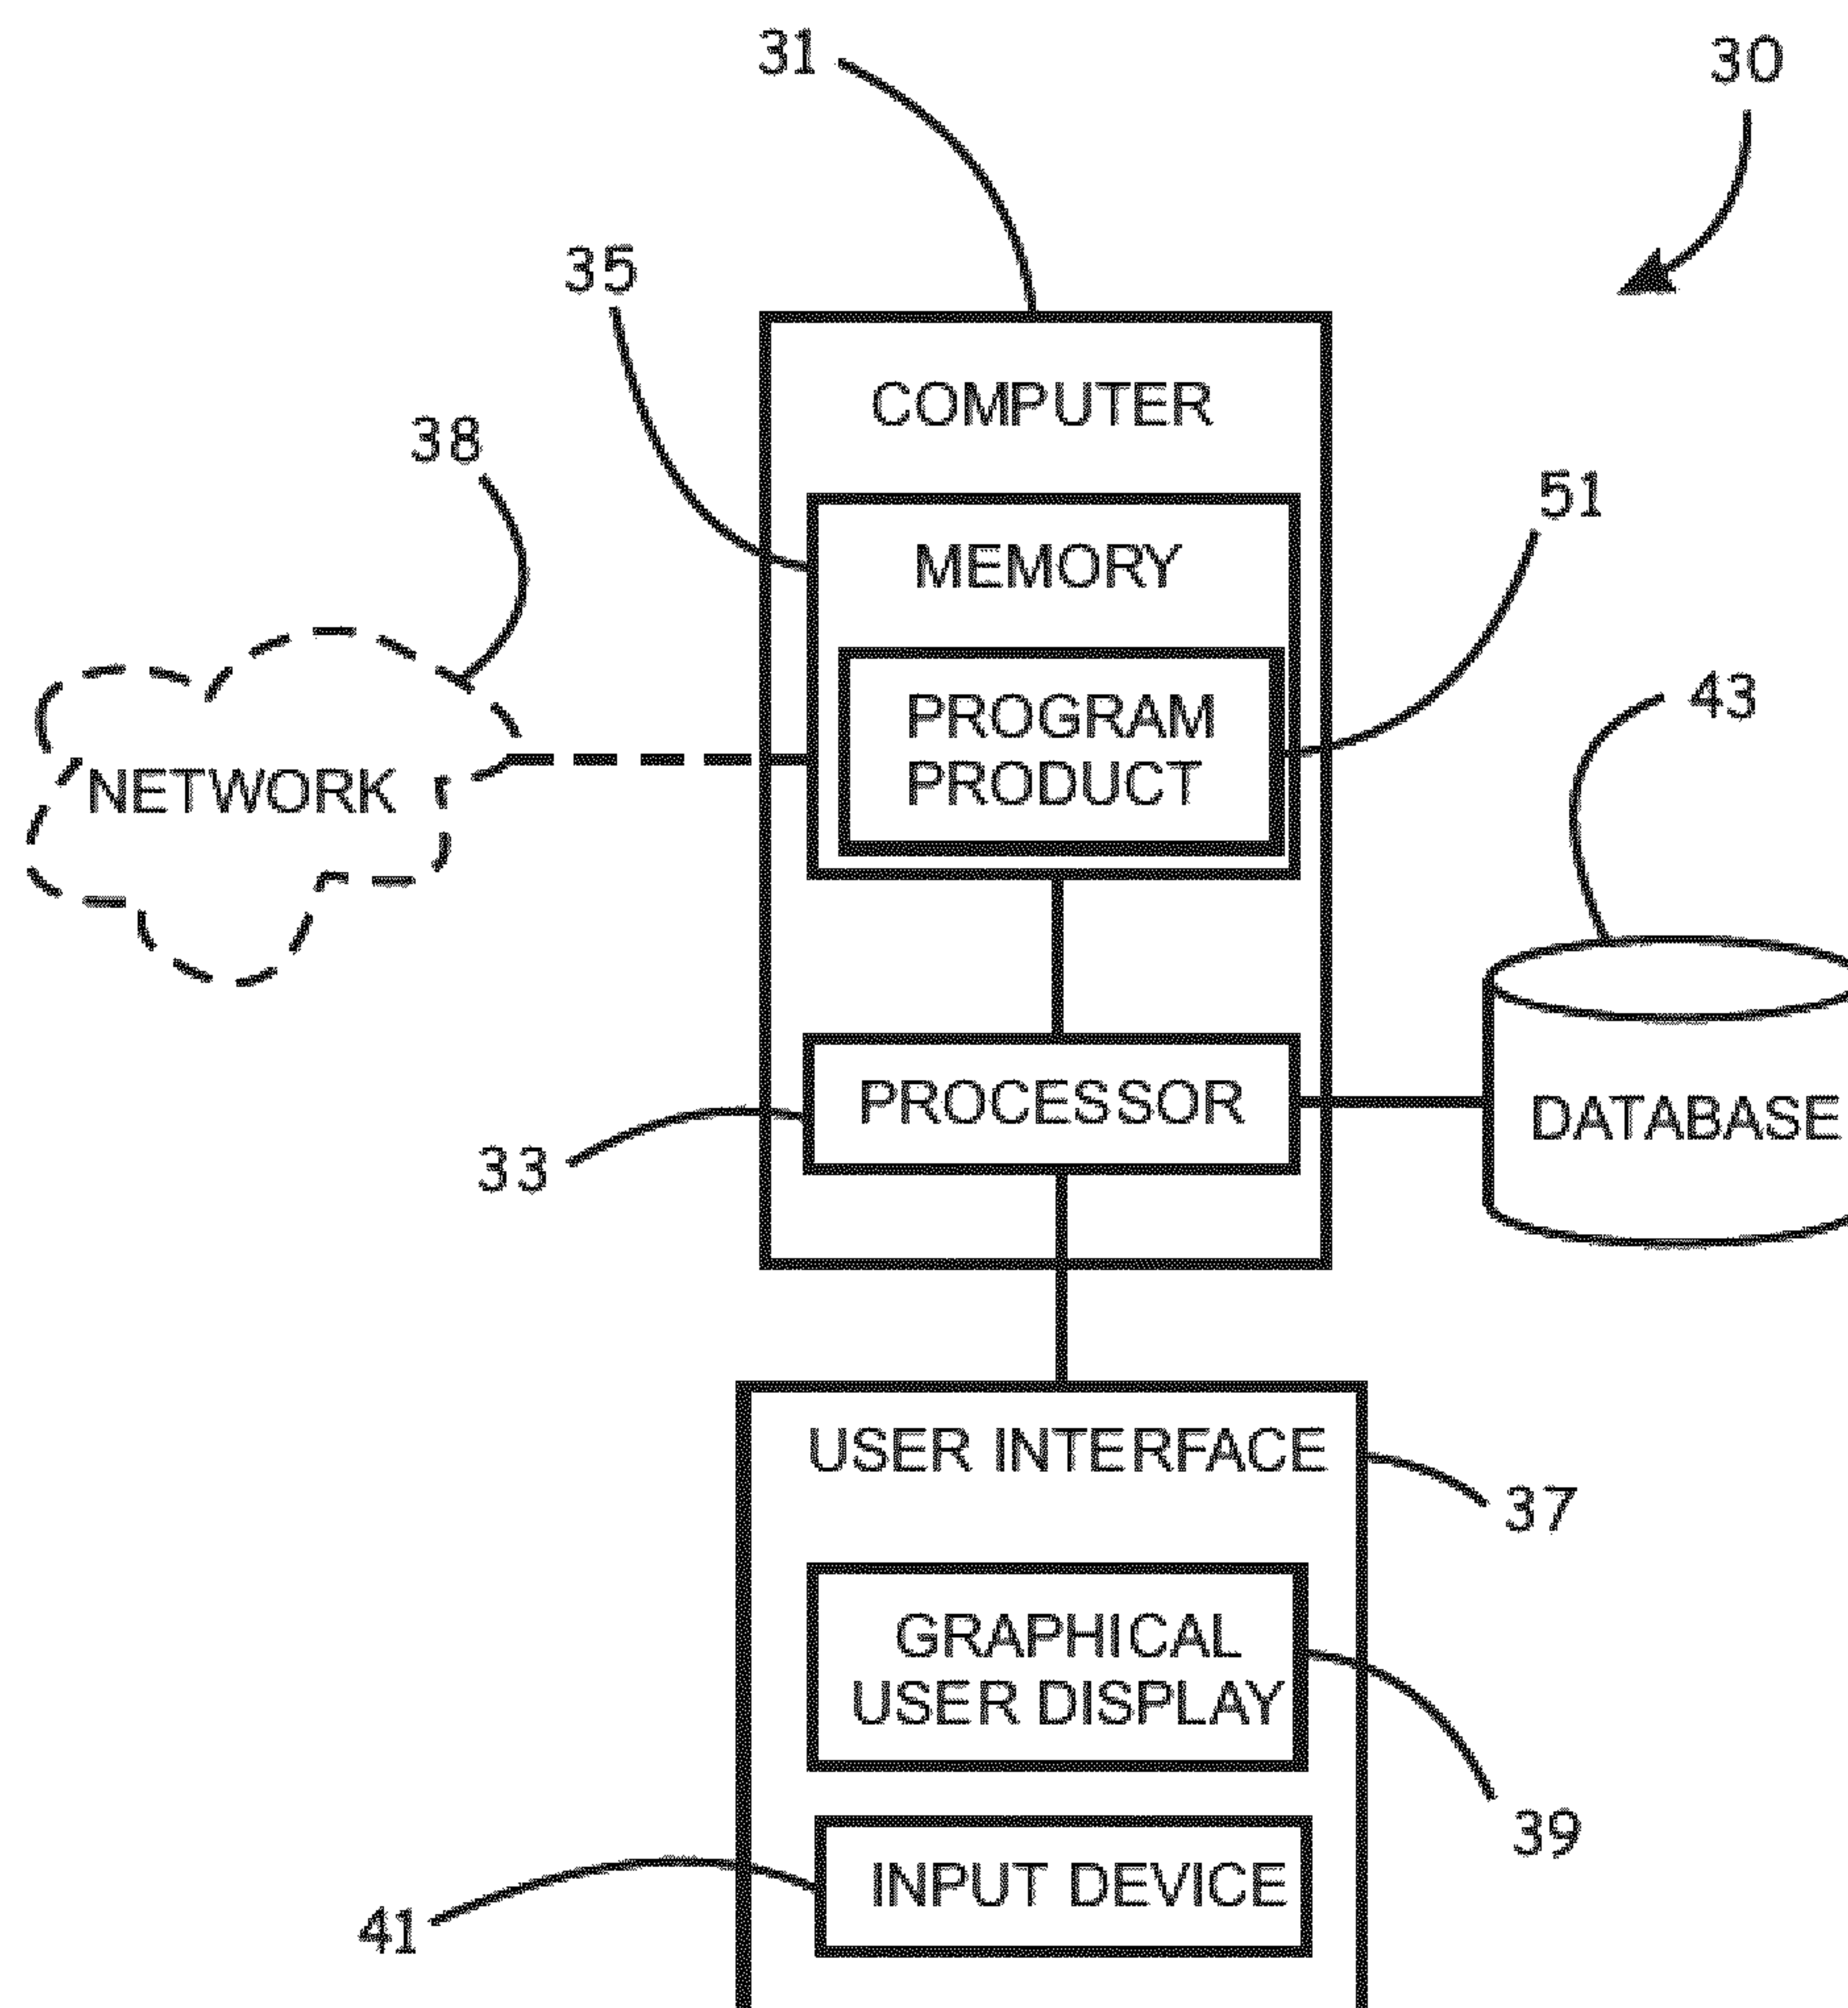 31
30
35
COMPUTER
38
51
MEMORY
PROGRAM
PRODUCT
43
NETWORK
PROCESSOR
DATABASE
33
USER INTERFACE
37
GRAPHICAL
USER DISPLAY
39
INPUT DEVICE
41